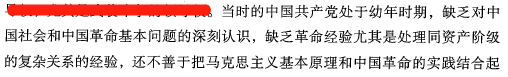 当时的中国共产党处于幼年时期，缺乏对中
国社会和中国革命基本问题的深刻认识，缺乏革命经验尤其是处理同资产阶级
的复杂关系的经验，还不善于把马克思主义基本原理和中国革命的实践结合起